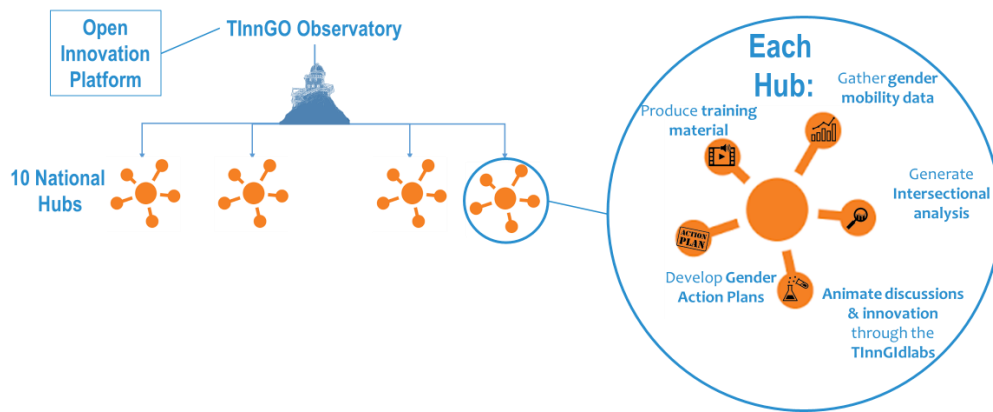 Open
Innovation
Platform
TInnGO Observatory
10 National
Hubs
Each
Hub:
Gather gender
mobility data
Produce training
material
Generate
Intersectional
analysis
ACTION
PLAN
Develop Gender
Action Plans
Animate discussions
& innovation
through the
TInnGIdlabs